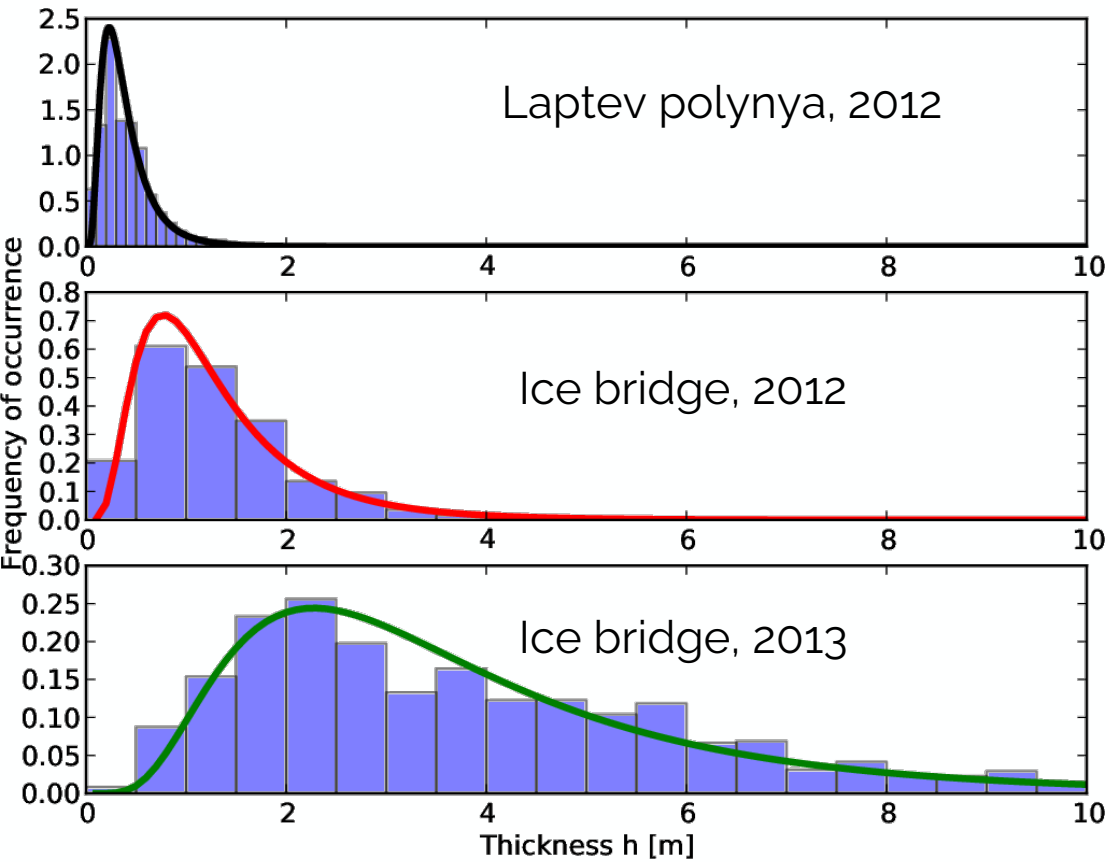 2.5
2.0
1.5
1.0
0.5
0.0
Laptev polynya, 2012
0 2 4 6 8 10
Frequency of occurrence
0.8
0.7
0.6
0.5
0.4
0.3
0.2
0.1
0.0
Ice bridge, 2012
0 2 4 6 8 10
0.30
0.25
0.20
0.15
0.10
0.05
0.00
Ice bridge, 2013
0 2 4 6 8 10
Thickness h [m]